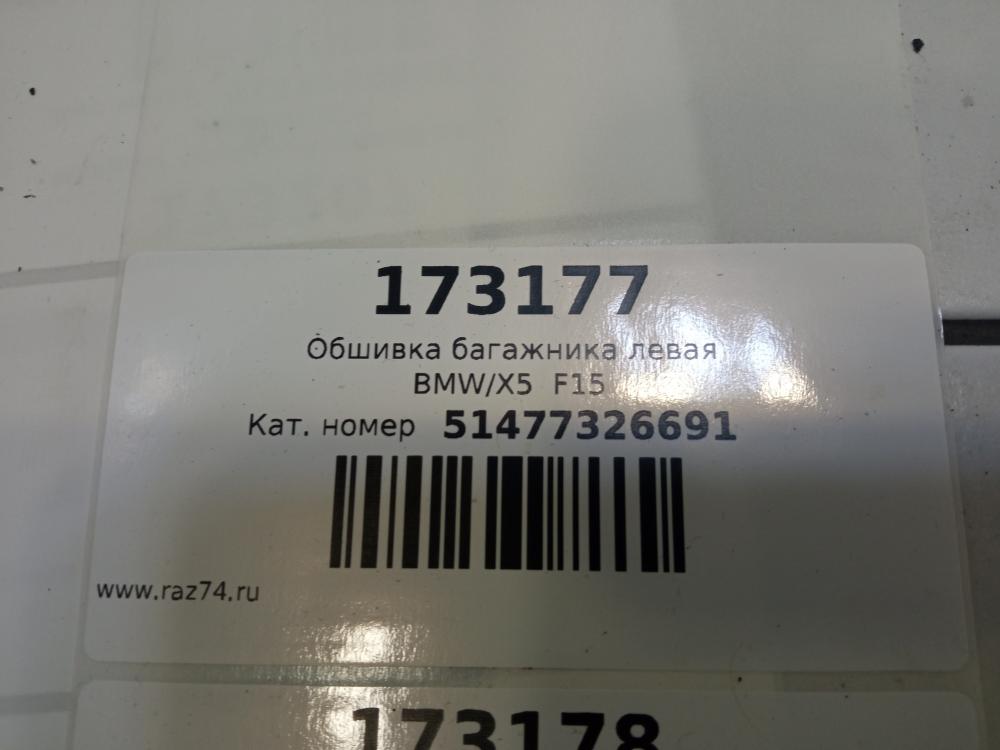 173177
Обшивка багажника левая
BMW/X5 F15
Кат. номер 51477326691
www.raz74.ru
173178